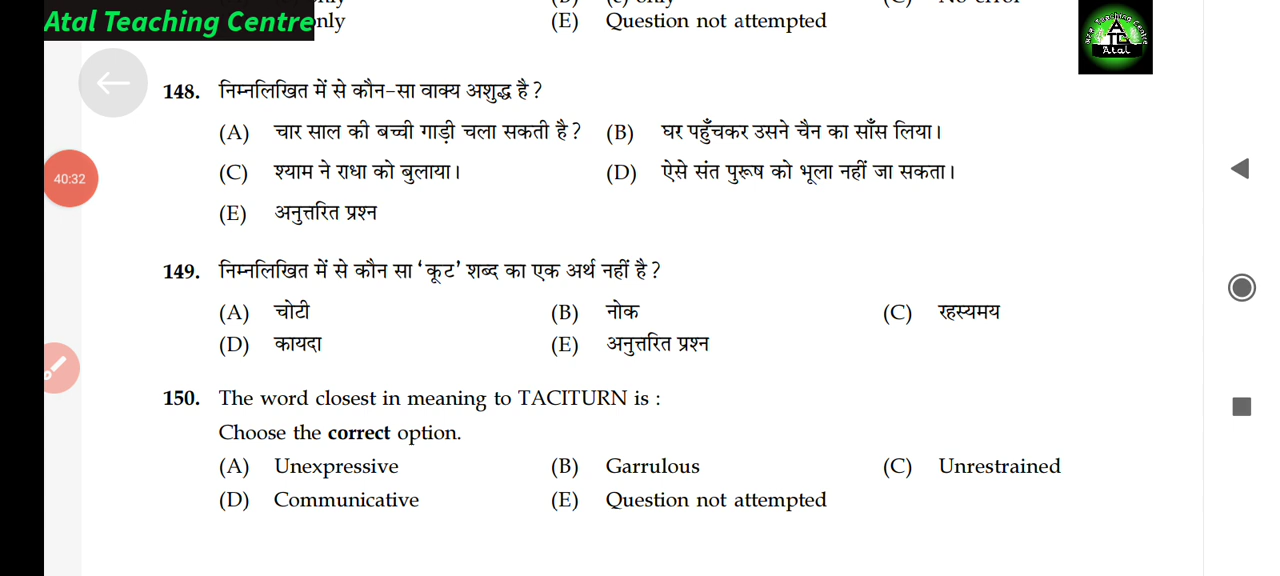 Atal Teaching Centre
only
(E) Question not attempted
148. निम्नलिखित में से कौन-सा वाक्य अशुद्ध है ?
(A) चार साल की बच्ची गाड़ी चला सकती है ? (B) घर पहुँचकर उसने चैन का साँस लिया।
40:32
(C) श्याम ने राधा को बुलाया। (D) ऐसे संत पुरूष को भूला नहीं जा सकता।
(E) अनुत्तरित प्रश्न
149. निम्नलिखित में से कौन सा ‘कूट’ शब्द का एक अर्थ नहीं है ?
(A) चोटी (B) नोक (C) रहस्यमय
(D) कायदा (E) अनुत्तरित प्रश्न
150. The word closest in meaning to TACITURN is :
Choose the correct option.
(A) Unexpressive (B) Garrulous (C) Unrestrained
(D) Communicative (E) Question not attempted